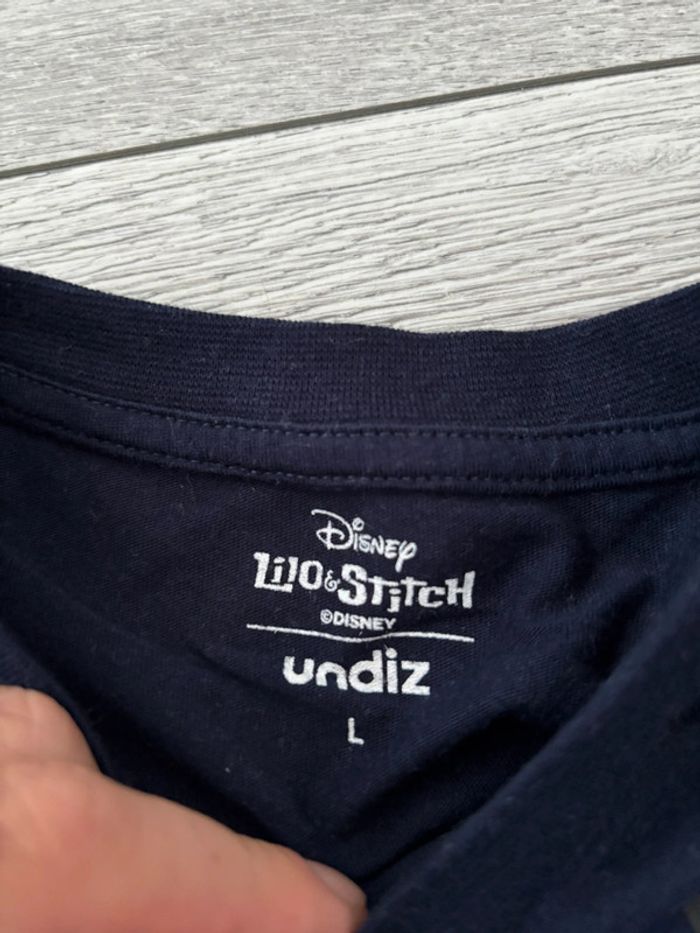 Disney
Lilo & Stitch
©DISNEY
undiz
L